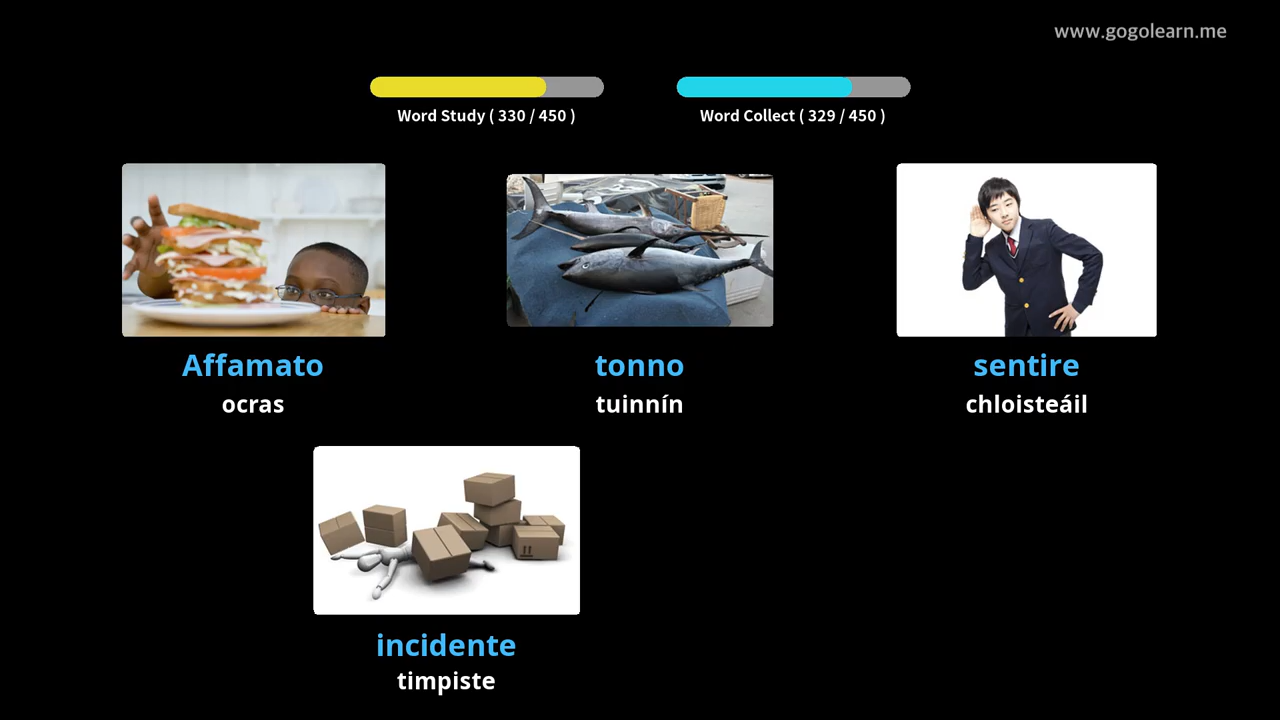 www.gogolearn.me
Word Study ( 330 / 450 )
Word Collect ( 329 / 450 )
Affamato
ocras
tonno
tuinnín
sentire
chloisteáil
incidente
timpiste